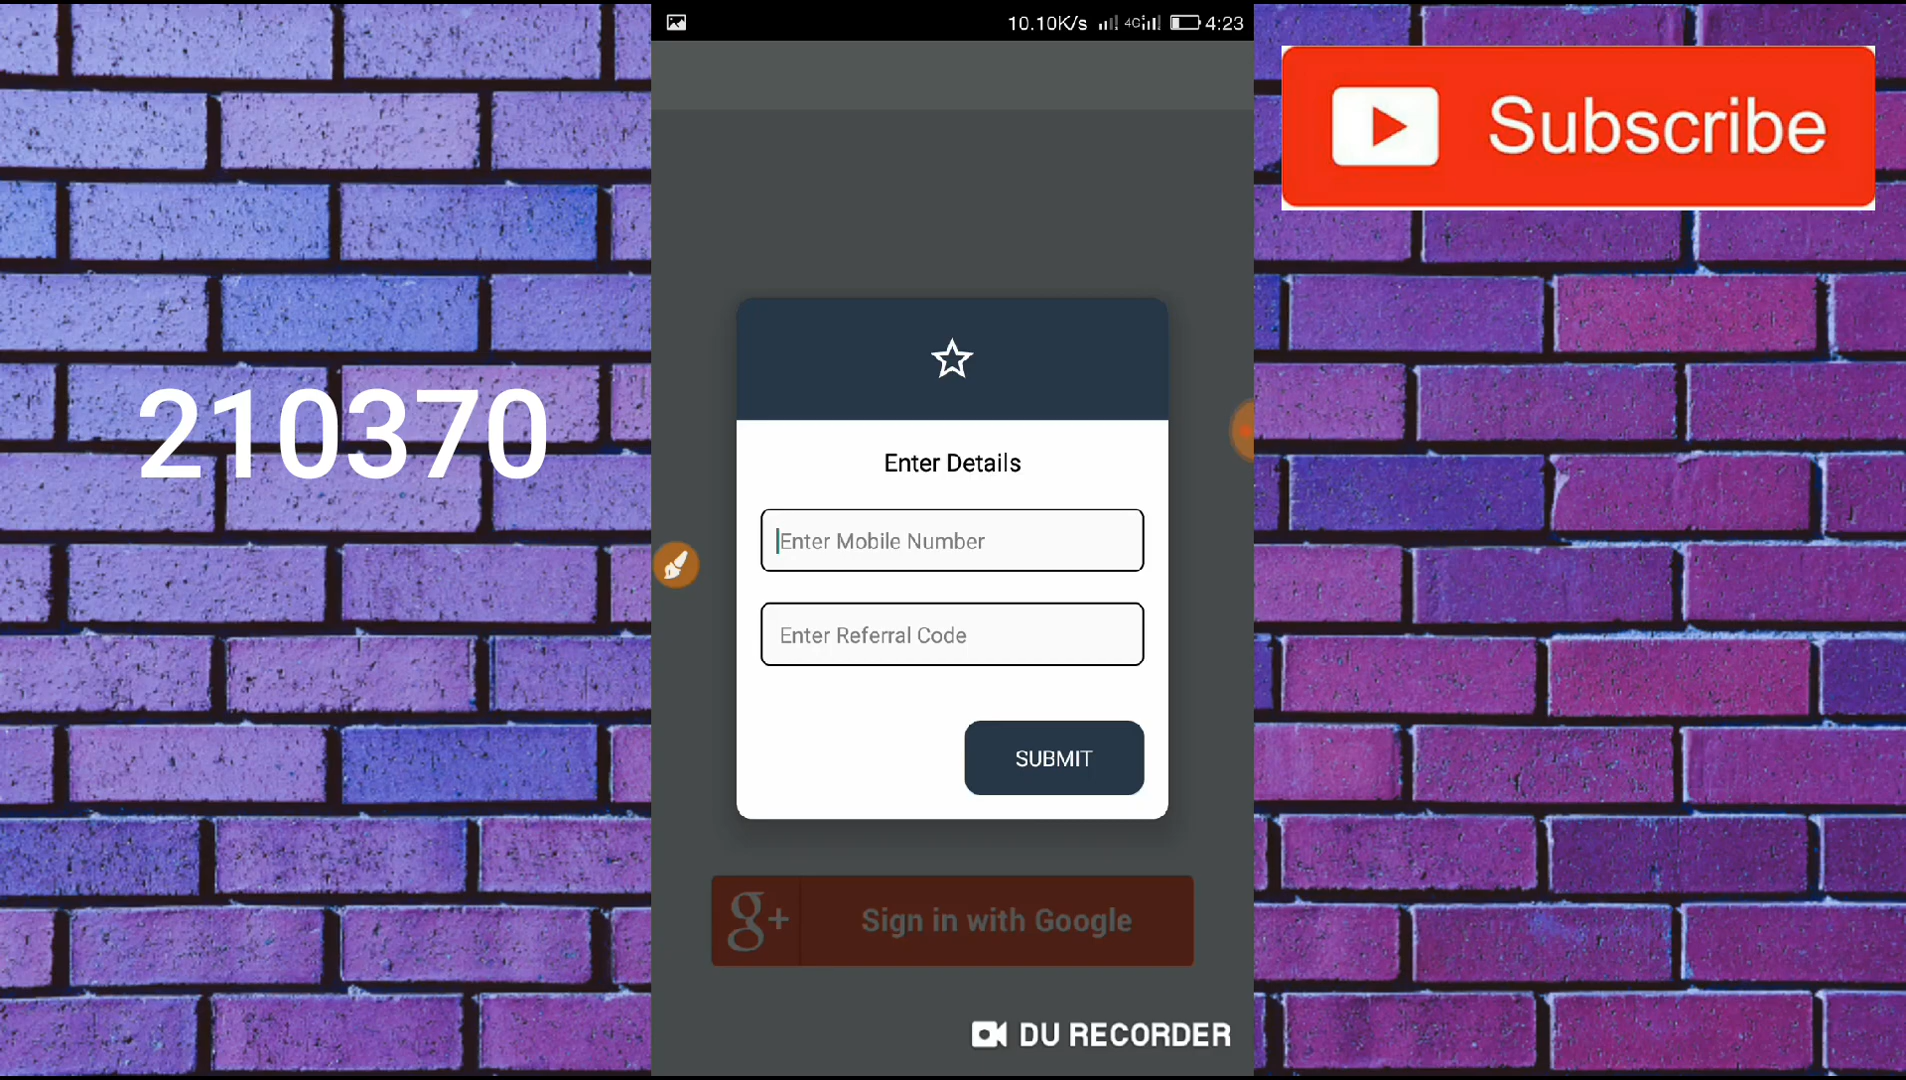 10.10K/s 4G 4:23
Subscribe
210370
Enter Details
Enter Mobile Number
Enter Referral Code
SUBMIT
g+ Sign in with Google
DU RECORDER